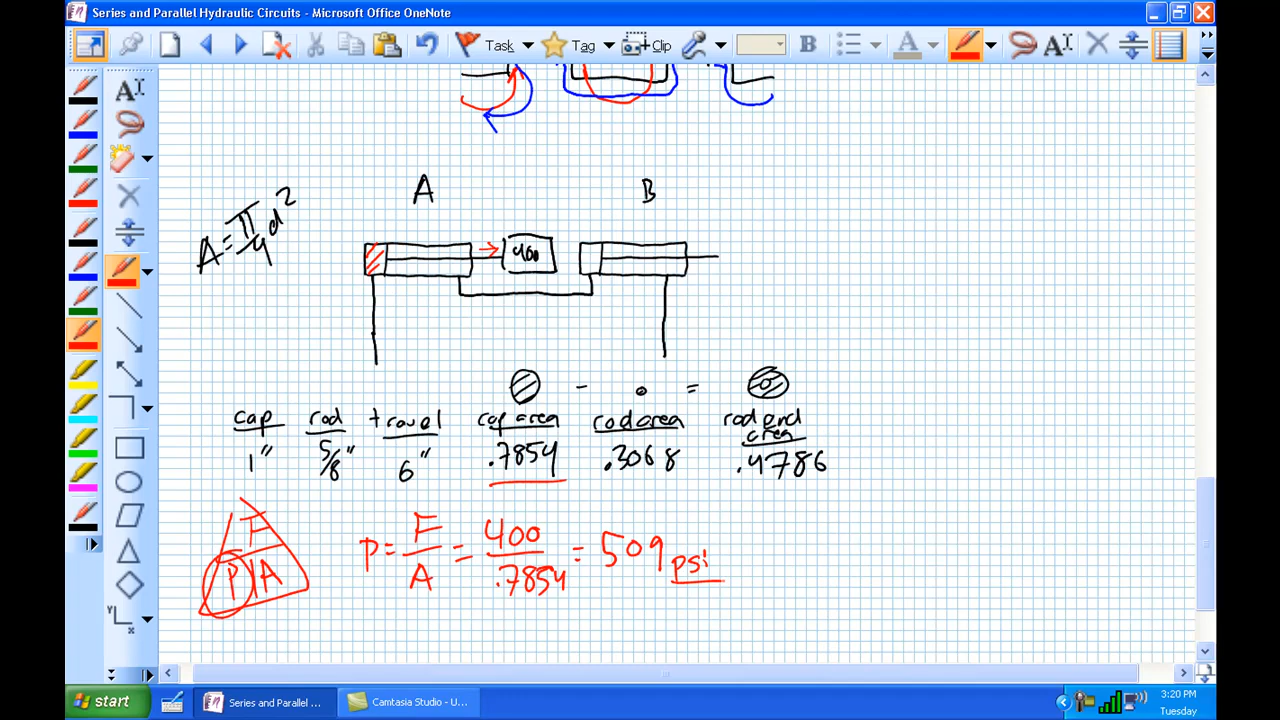 Series and Parallel Hydraulic Circuits - Microsoft Office OneNote
Task Tag Clip
B A A
A
A B
A = π/4 d²
400
- =
cap rod travel cap area rod area rod end area
1" 5/8" 6" .7854 .3068 .4786
F
P A
P = F/A = 400/.7854 = 509 psi
start Series and Parallel ... Camtasia Studio - U... 3:20 PM
Tuesday